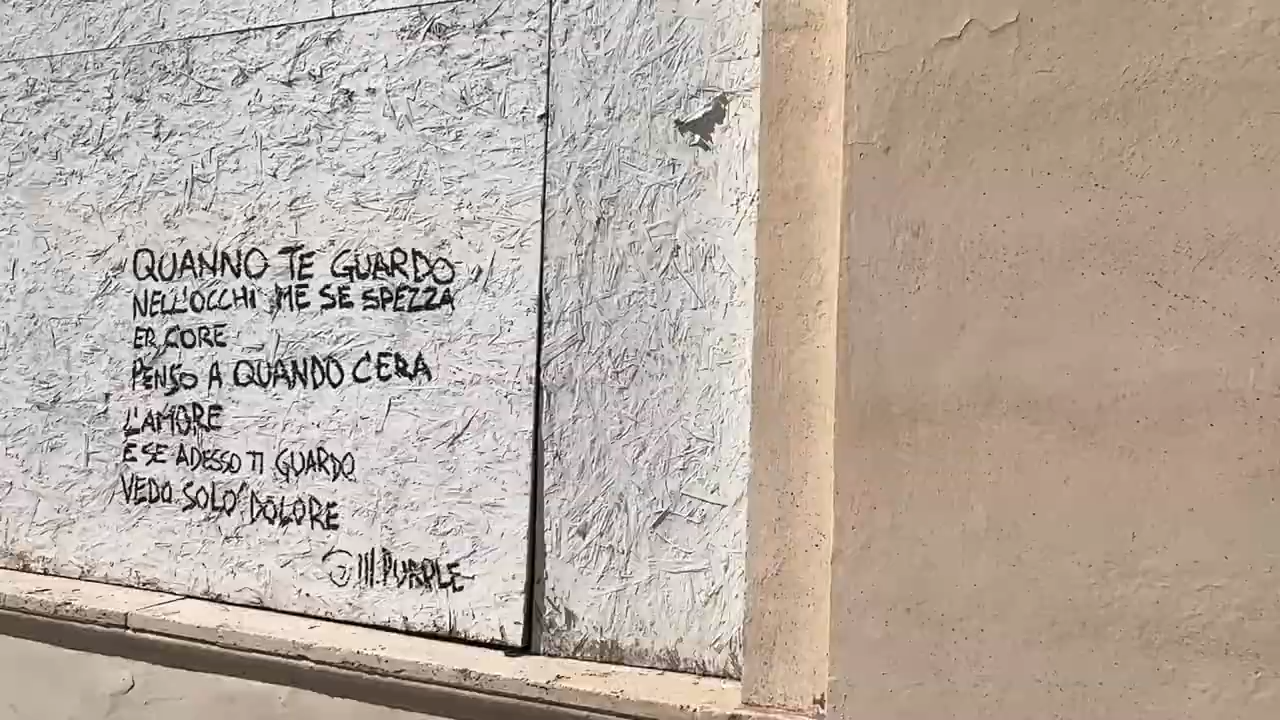 QUANNO TE GUARDO
NELL'OCCHI ME SE SPEZZA
ER CORE
PENSO A QUANDO C'ERA
L'AMORE
E SE ADESSO TI GUARDO
VEDO SOLO DOLORE
@III.PURPLE